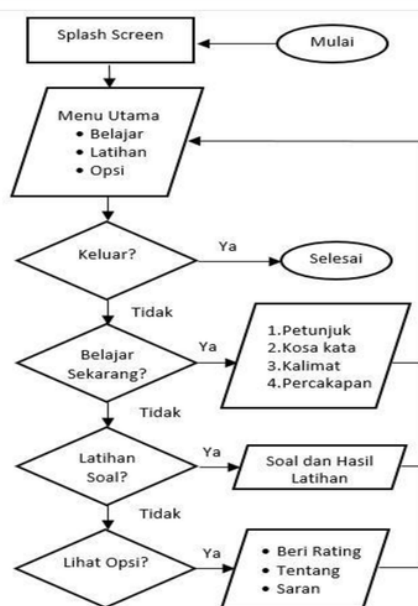 Splash Screen
Mulai
Menu Utama
• Belajar
• Latihan
• Opsi
Keluar?
Ya
Selesai
Tidak
Belajar
Sekarang?
Ya
1.Petunjuk
2.Kosa kata
3.Kalimat
4.Percakapan
Tidak
Latihan
Soal?
Ya
Soal dan Hasil
Latihan
Tidak
Lihat Opsi?
Ya
• Beri Rating
• Tentang
• Saran